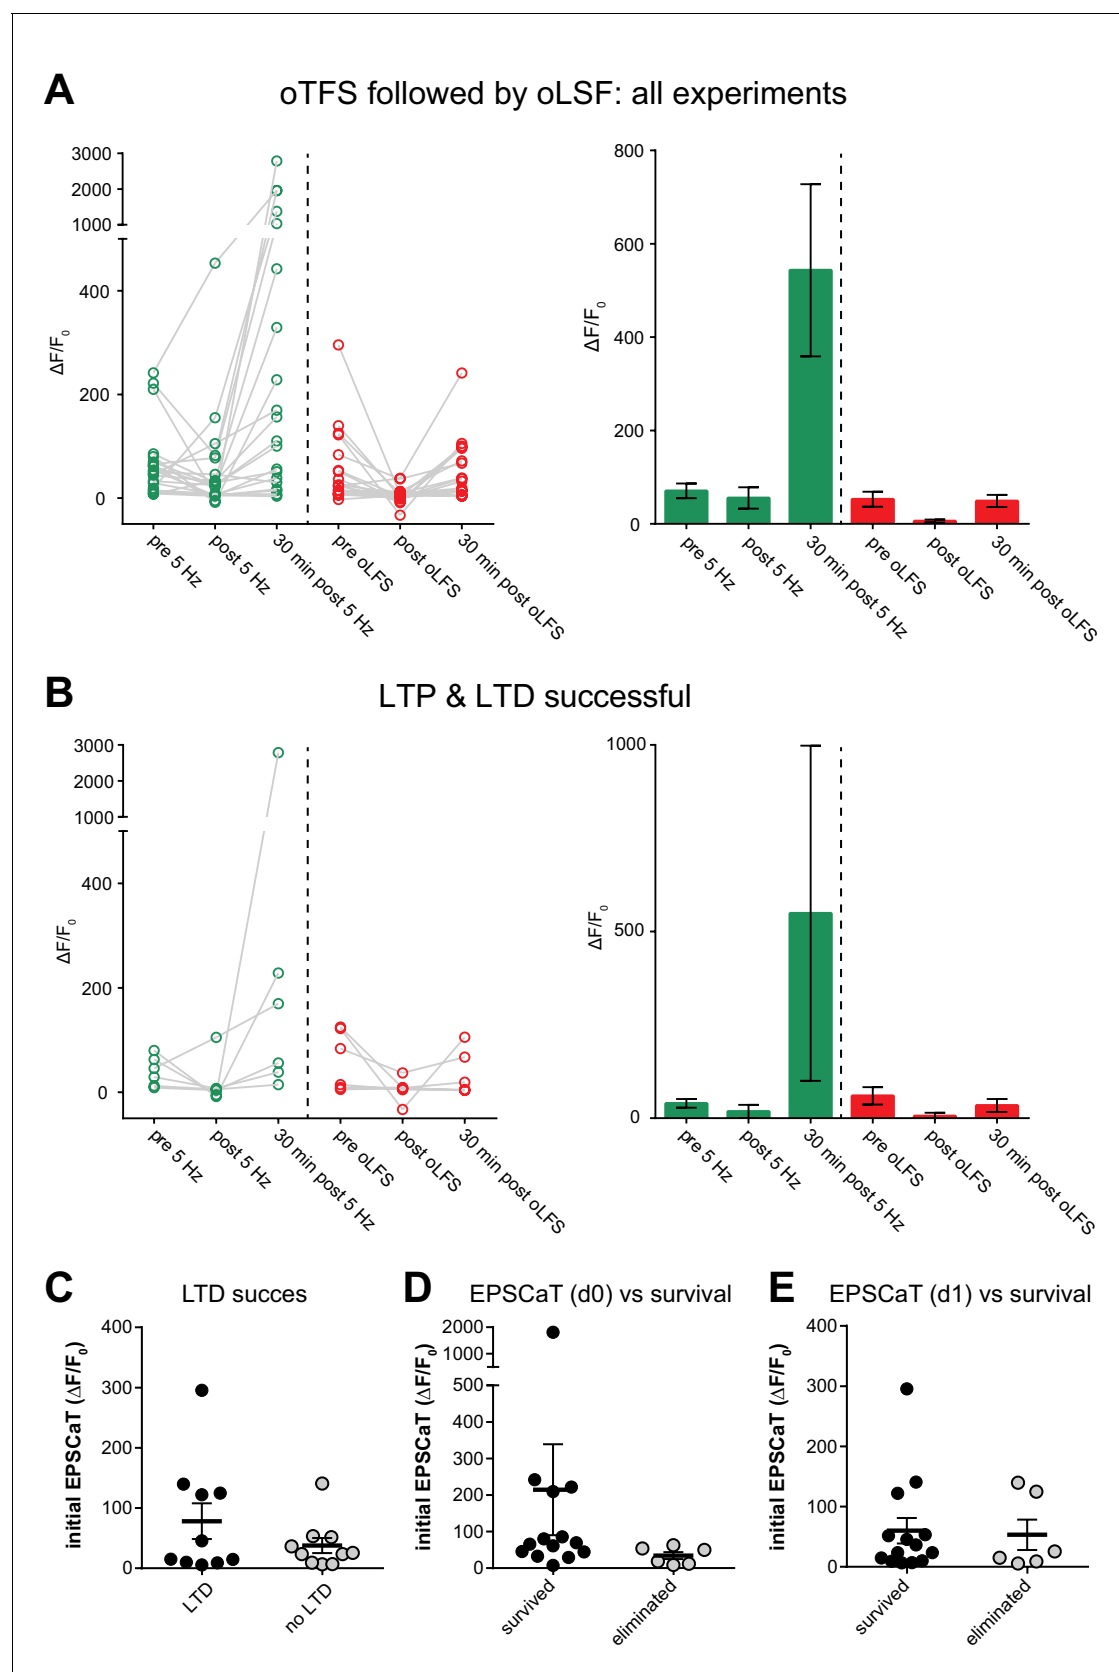 A
oTFS followed by oLSF: all experiments
3000
2000
1000
400
200
0
ΔF/F0
pre 5 Hz
post 5 Hz
30 min post 5 Hz
pre oLFS
post oLFS
30 min post oLFS
800
600
400
200
0
ΔF/F0
pre 5 Hz
post 5 Hz
30 min post 5 Hz
pre oLFS
post oLFS
30 min post oLFS
B
LTP & LTD successful
3000
2000
1000
400
200
0
ΔF/F0
pre 5 Hz
post 5 Hz
30 min post 5 Hz
pre oLFS
post oLFS
30 min post oLFS
1000
500
0
ΔF/F0
pre 5 Hz
post 5 Hz
30 min post 5 Hz
pre oLFS
post oLFS
30 min post oLFS
C
LTD succes
400
300
200
100
0
initial EPSCaT (ΔF/F0)
LTD
no LTD
D
EPSCaT (d0) vs survival
2000
1000
500
400
300
200
100
0
initial EPSCaT (ΔF/F0)
survived
eliminated
E
EPSCaT (d1) vs survival
400
300
200
100
0
initial EPSCaT (ΔF/F0)
survived
eliminated